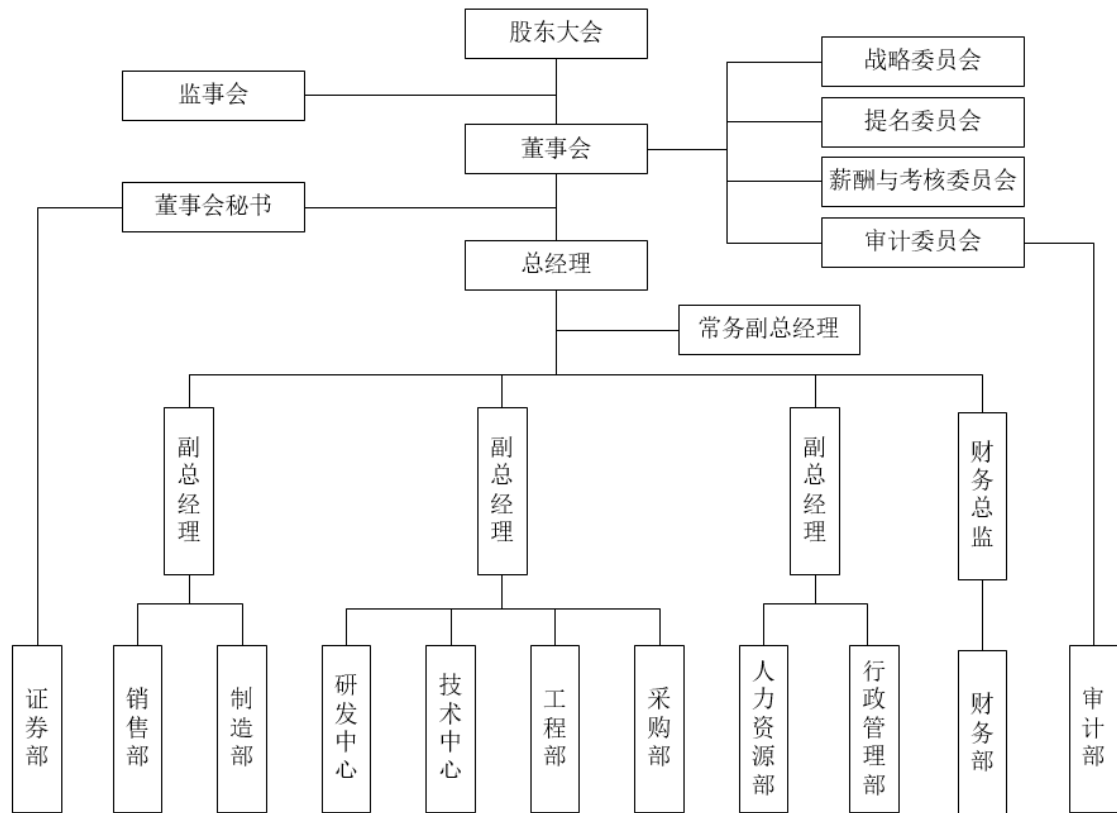 股东大会
战略委员会
监事会
提名委员会
董事会
薪酬与考核委员会
董事会秘书
审计委员会
总经理
常务副总经理
副总经理
副总经理
副总经理
财务总监
证券部
销售部
制造部
研发中心
技术中心
工程部
采购部
人力资源部
行政管理部
财务部
审计部